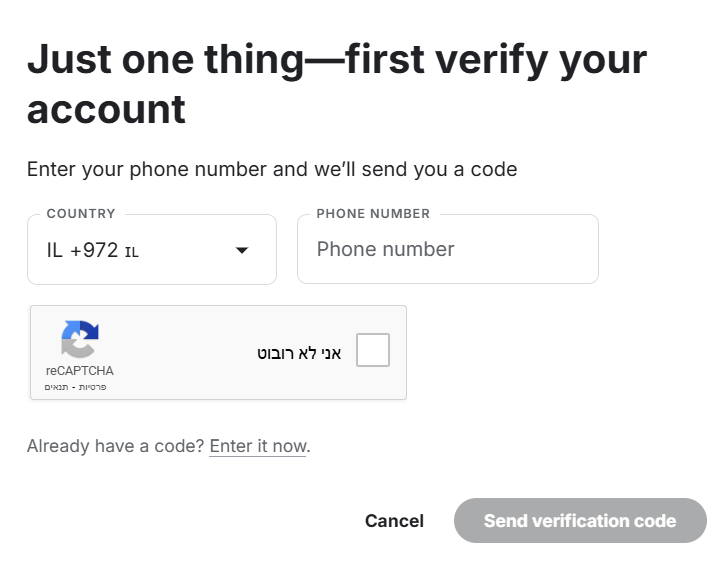 Just one thing—first verify your
account
Enter your phone number and we’ll send you a code
COUNTRY
IL +972 IL
PHONE NUMBER
Phone number
אני לא רובוט
reCAPTCHA
פרטיות - תנאים
Already have a code? Enter it now.
Cancel
Send verification code